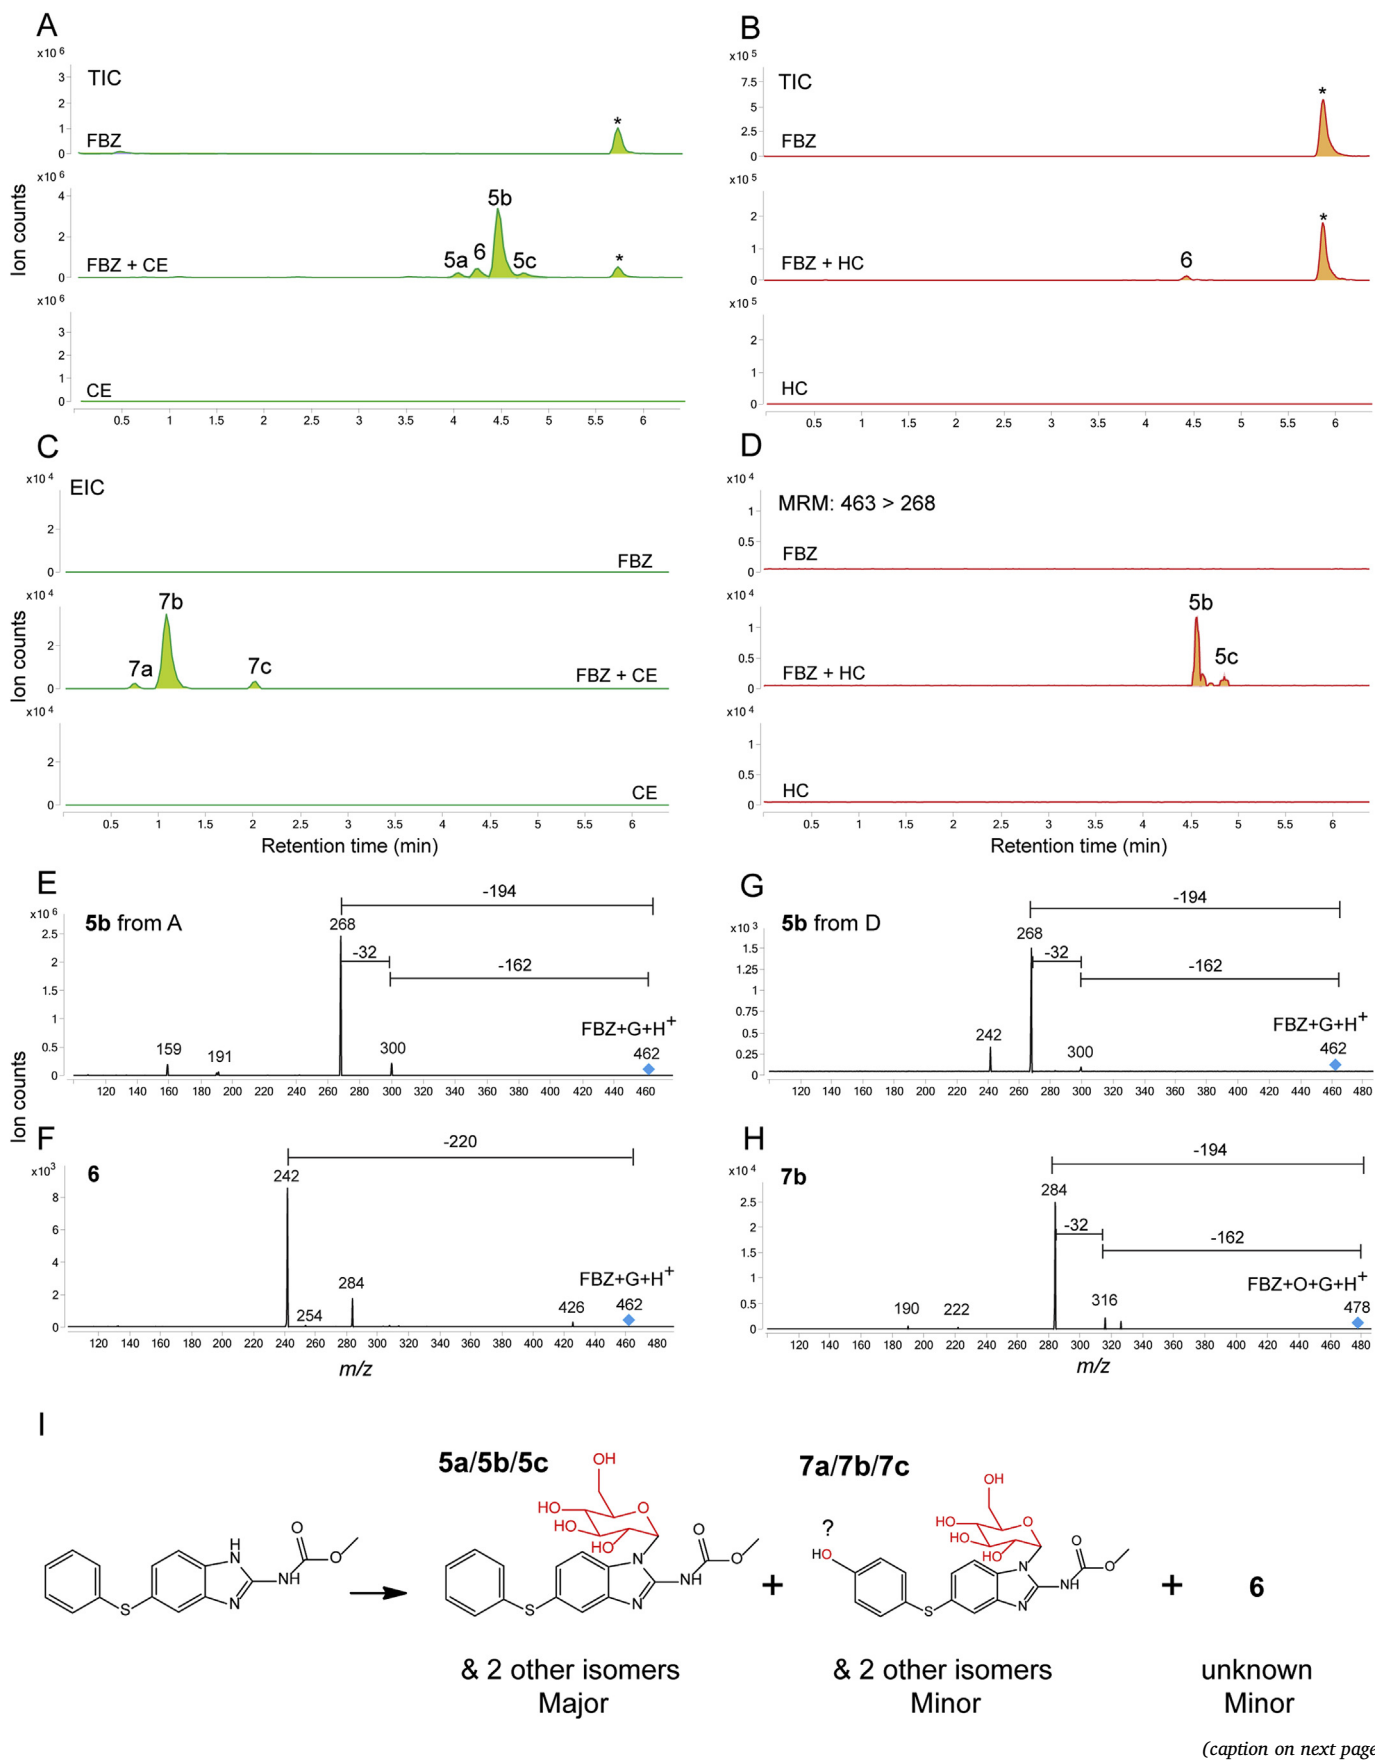 A
x10 6
TIC
3
2
1
0
FBZ
*
x10 6
4
2
0
FBZ + CE
5a
6
5b
5c
*
x10 6
3
2
1
0
CE
0.5 1 1.5 2 2.5 3 3.5 4 4.5 5 5.5 6
Ion counts
B
x10 5
TIC
7.5
5
2.5
0
FBZ
*
x10 5
2
1
0
FBZ + HC
6
*
x10 5
2
1
0
HC
0.5 1 1.5 2 2.5 3 3.5 4 4.5 5 5.5 6
C
x10 4
EIC
2
0
FBZ
x10 4
2
0
7a
7b
7c
FBZ + CE
x10 4
2
0
CE
0.5 1 1.5 2 2.5 3 3.5 4 4.5 5 5.5 6
Retention time (min)
Ion counts
D
x10 4
MRM: 463 > 268
1
0.5
0
FBZ
x10 4
1
0.5
0
FBZ + HC
5b
5c
x10 4
1
0.5
0
HC
0.5 1 1.5 2 2.5 3 3.5 4 4.5 5 5.5 6
Retention time (min)
E
x10 6
5b from A
-194
268
-32
-162
2.5
2
1.5
1
0.5
0
159
191
300
FBZ+G+H+
462
120 140 160 180 200 220 240 260 280 300 320 340 360 380 400 420 440 460
Ion counts
G
x10 3
5b from D
-194
268
-32
-162
1.5
1.25
1
0.75
0.5
0.25
0
242
300
FBZ+G+H+
462
120 140 160 180 200 220 240 260 280 300 320 340 360 380 400 420 440 460 480
F
x10 3
6
-220
242
8
6
4
2
0
254
284
426
FBZ+G+H+
462
120 140 160 180 200 220 240 260 280 300 320 340 360 380 400 420 440 460 480
m/z
H
x10 4
7b
-194
284
-32
-162
2.5
2
1.5
1
0.5
0
190
222
316
FBZ+O+G+H+
478
120 140 160 180 200 220 240 260 280 300 320 340 360 380 400 420 440 460 480
m/z
I
5a/5b/5c
7a/7b/7c
S
H
N
N
NH
O
O
OH
HO
HO
HO
O
S
N
N
NH
O
O
+
?
HO
OH
HO
HO
OH
O
S
N
N
NH
O
O
+
6
& 2 other isomers
Major
& 2 other isomers
Minor
unknown
Minor
(caption on next page